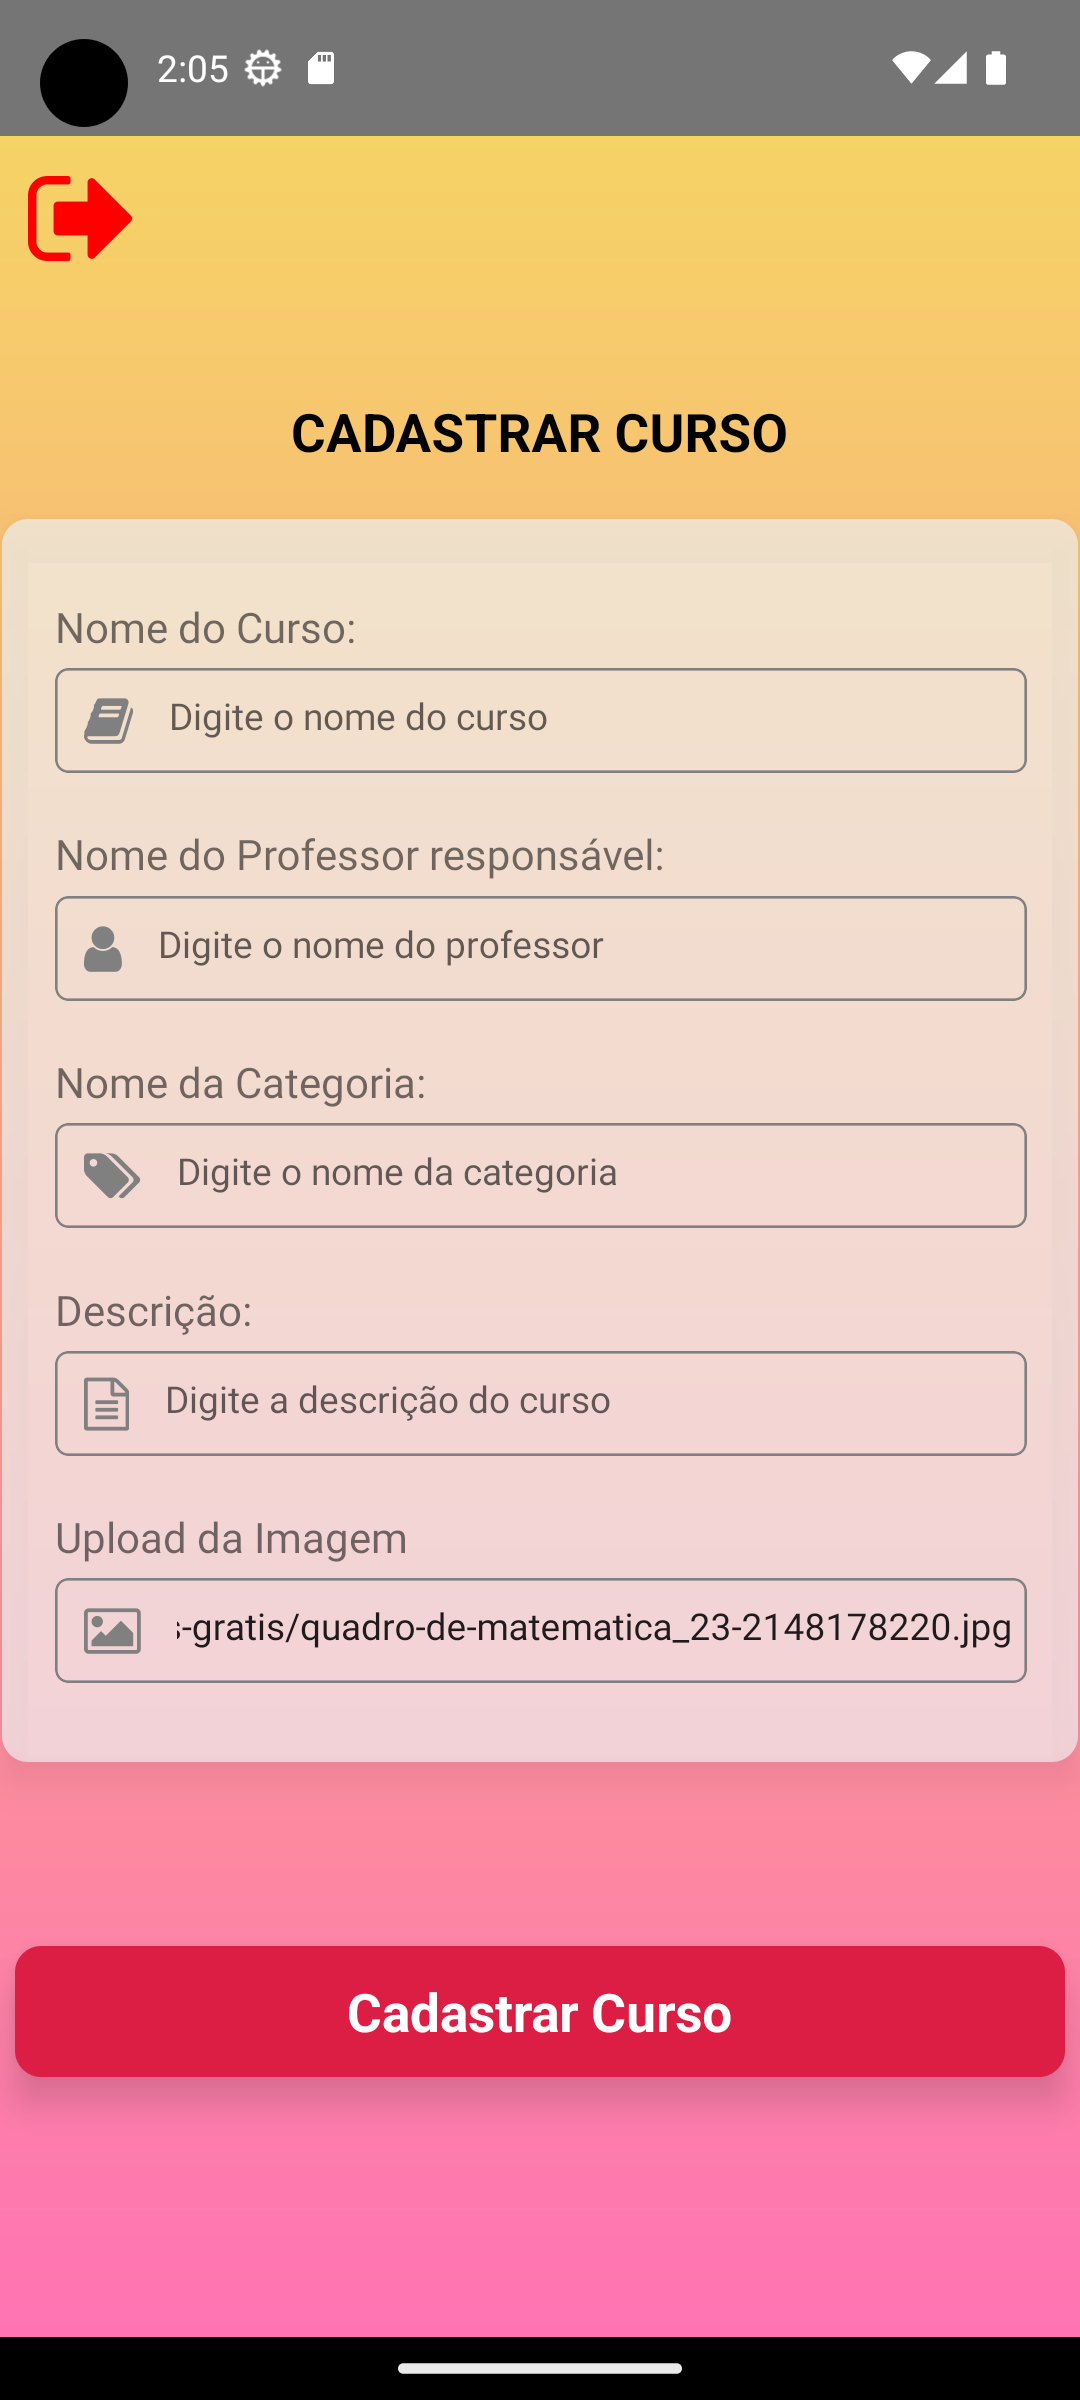 2:05
CADASTRAR CURSO
Nome do Curso:
Digite o nome do curso
Nome do Professor responsável:
Digite o nome do professor
Nome da Categoria:
Digite o nome da categoria
Descrição:
Digite a descrição do curso
Upload da Imagem
-gratis/quadro-de-matematica_23-2148178220.jpg
Cadastrar Curso